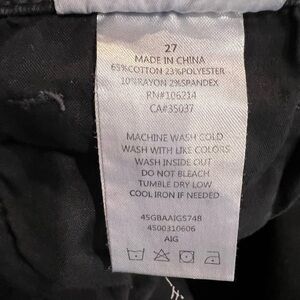 27
MADE IN CHINA
65%COTTON 23%POLYESTER
10%RAYON 2%SPANDEX
RN#106214
CA#35037
MACHINE WASH COLD
WASH WITH LIKE COLORS
WASH INSIDE OUT
DO NOT BLEACH
TUMBLE DRY LOW
COOL IRON IF NEEDED
45GBAAIG5748
4500310606
AIG